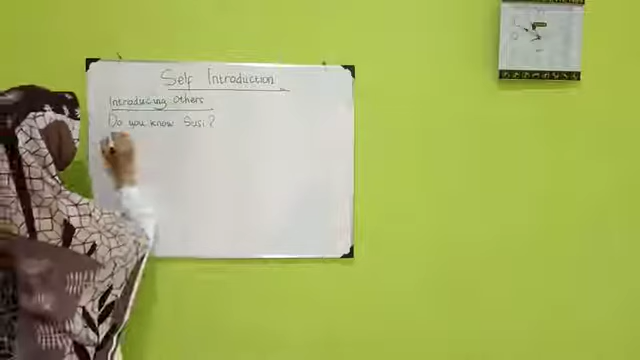 Self Introduction
Introducing Others
Do you know Susi?